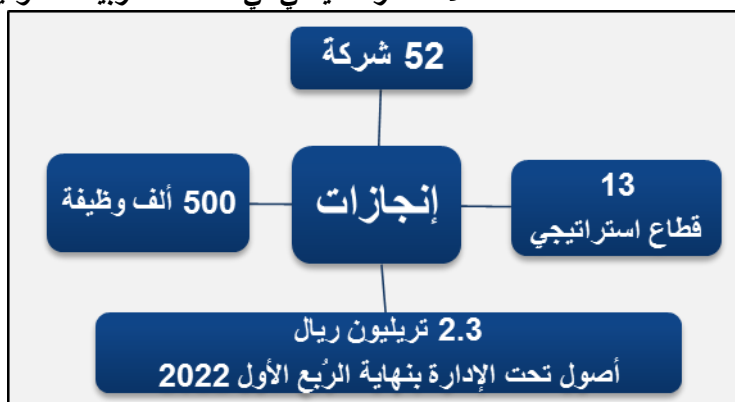 52 شركة
إنجازات
500 ألف وظيفة
13
قطاع استراتيجي
2.3 تريليون ريال
أصول تحت الإدارة بنهاية الرُبع الأول 2022